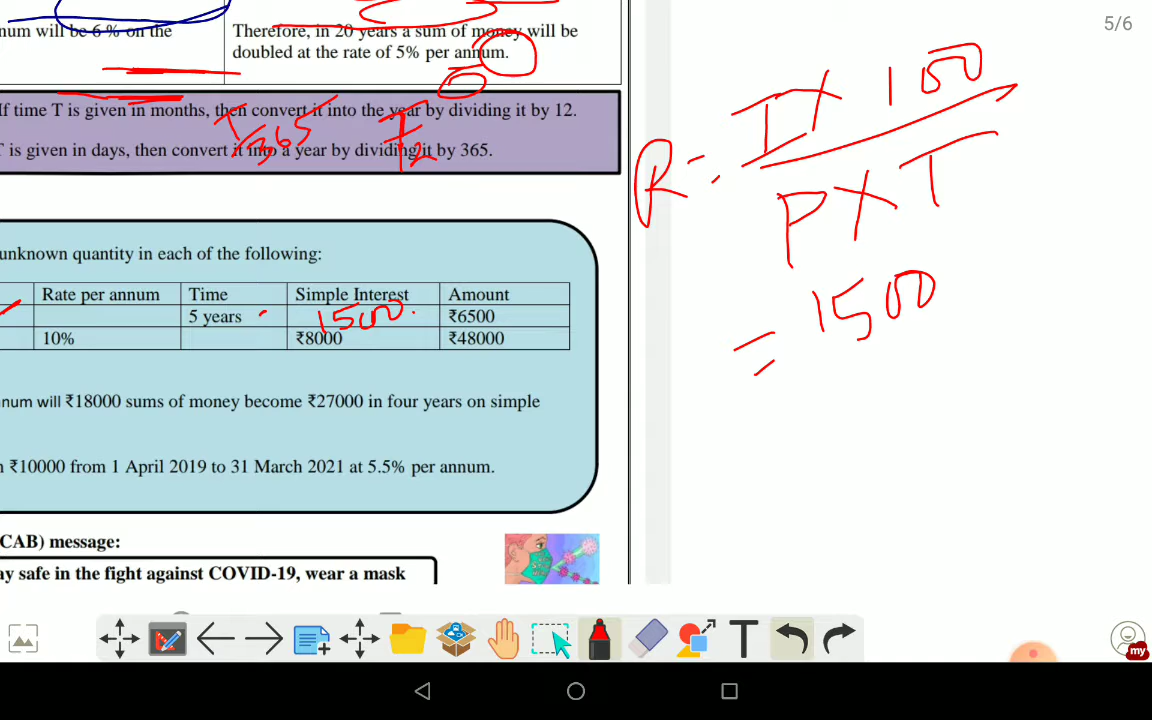 5/6
num will be 6 % on the
Therefore, in 20 years a sum of money will be
doubled at the rate of 5% per annum.
If time T is given in months, then convert it into the year by dividing it by 12.
T is given in days, then convert it into a year by dividing it by 365.
T/365
R = I X 100
P X T
= 1500
unknown quantity in each of the following:
Rate per annum Time Simple Interest Amount
5 years 1500 ₹6500
10% ₹8000 ₹48000
num will ₹18000 sums of money become ₹27000 in four years on simple
₹10000 from 1 April 2019 to 31 March 2021 at 5.5% per annum.
CAB) message:
ay safe in the fight against COVID-19, wear a mask
T
my